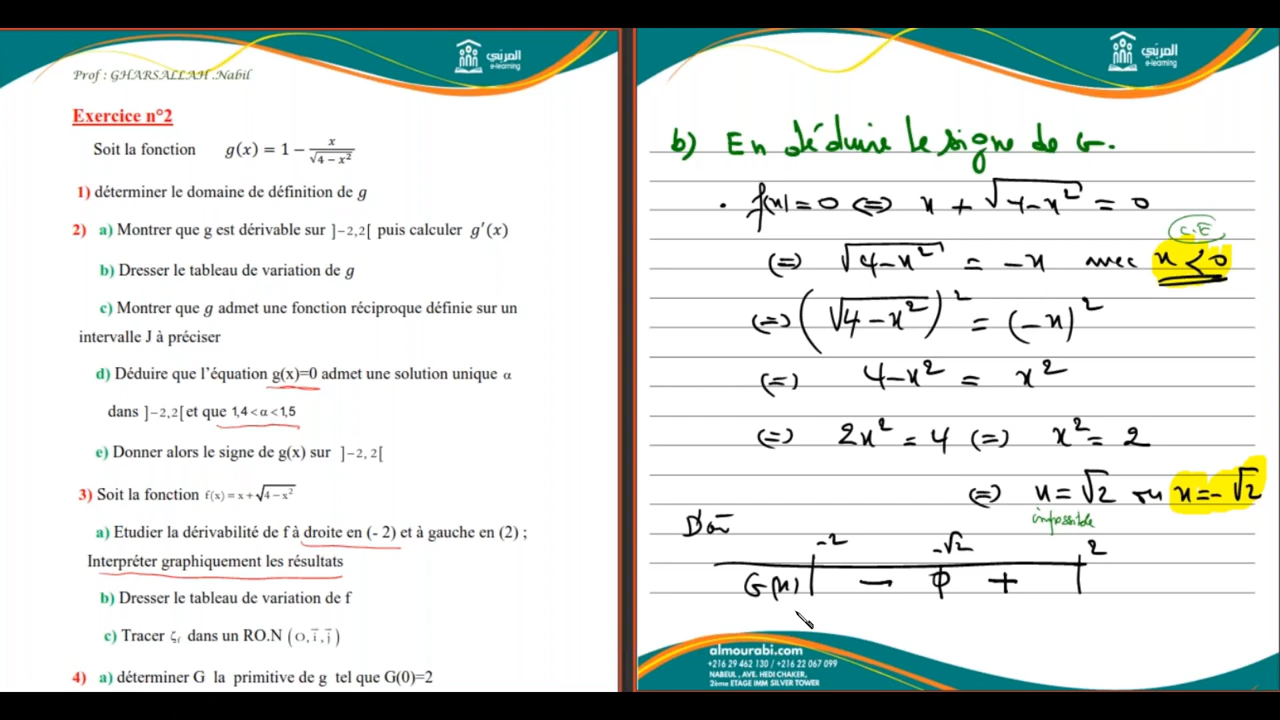 المربي
e-learning
Prof : GHARSALLAH .Nabil
Exercice n°2
Soit la fonction g(x) = 1 − x/√4 − x²
1) déterminer le domaine de définition de g
2) a) Montrer que g est dérivable sur ]−2,2[ puis calculer g'(x)
b) Dresser le tableau de variation de g
c) Montrer que g admet une fonction réciproque définie sur un
intervalle J à préciser
d) Déduire que l'équation g(x)=0 admet une solution unique α
dans ]−2,2[ et que 1,4 < α < 1,5
e) Donner alors le signe de g(x) sur ]−2, 2[
3) Soit la fonction f(x) = x + √4 − x²
a) Etudier la dérivabilité de f à droite en (- 2) et à gauche en (2) ;
Interpréter graphiquement les résultats
b) Dresser le tableau de variation de f
c) Tracer ζf dans un RO.N (O, i, j)
4) a) déterminer G la primitive de g tel que G(0)=2
المربي
e-learning
b) En déduire le signe de G.
. f(x) = 0 (=) x + √4-x² = 0
C.E
(=) √4-x² = -x avec x < 0
(=) (√4-x²)² = (-x)²
(=) 4-x² = x²
(=) 2x² = 4 (=) x² = 2
(=) x = √2 ou x = -√2
impossible
D'où
-2 -√2 2
G(x) - 0 +
almourabi.com
+216 29 462 130 / +216 22 067 099
NABEUL , AVE. HEDI CHAKER,
2ème ETAGE IMM SILVER TOWER